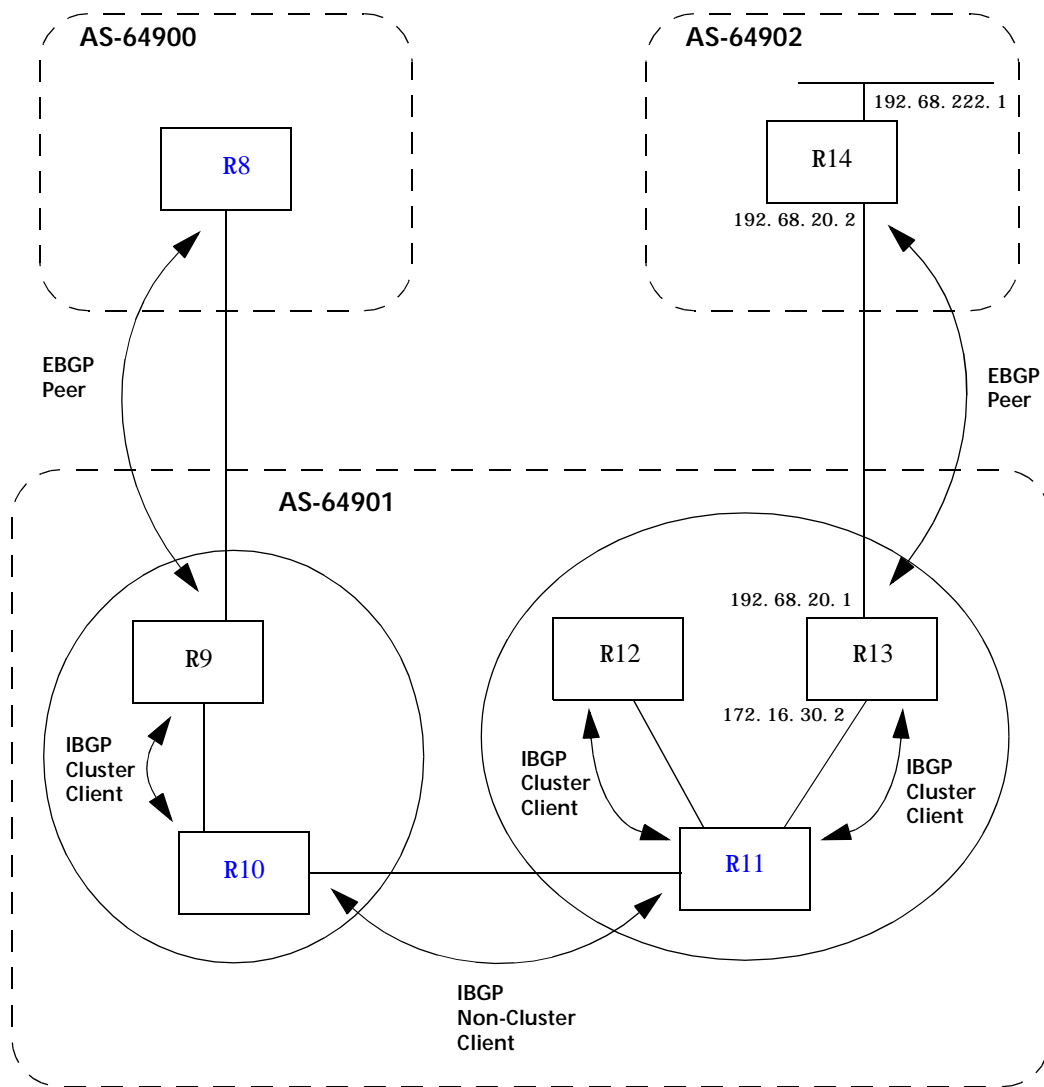 AS-64900
AS-64902
192. 68. 222. 1
R8
R14
192. 68. 20. 2
EBGP
Peer
EBGP
Peer
AS-64901
192. 68. 20. 1
R9
R12
R13
172. 16. 30. 2
IBGP
Cluster
Client
IBGP
Cluster
Client
IBGP
Cluster
Client
R10
R11
IBGP
Non-Cluster
Client